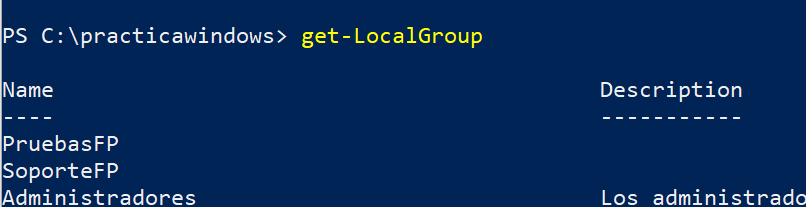 PS C:\practicawindows> get-LocalGroup
Name Description
---- -----------
PruebasFP
SoporteFP
Administradores Los administrado